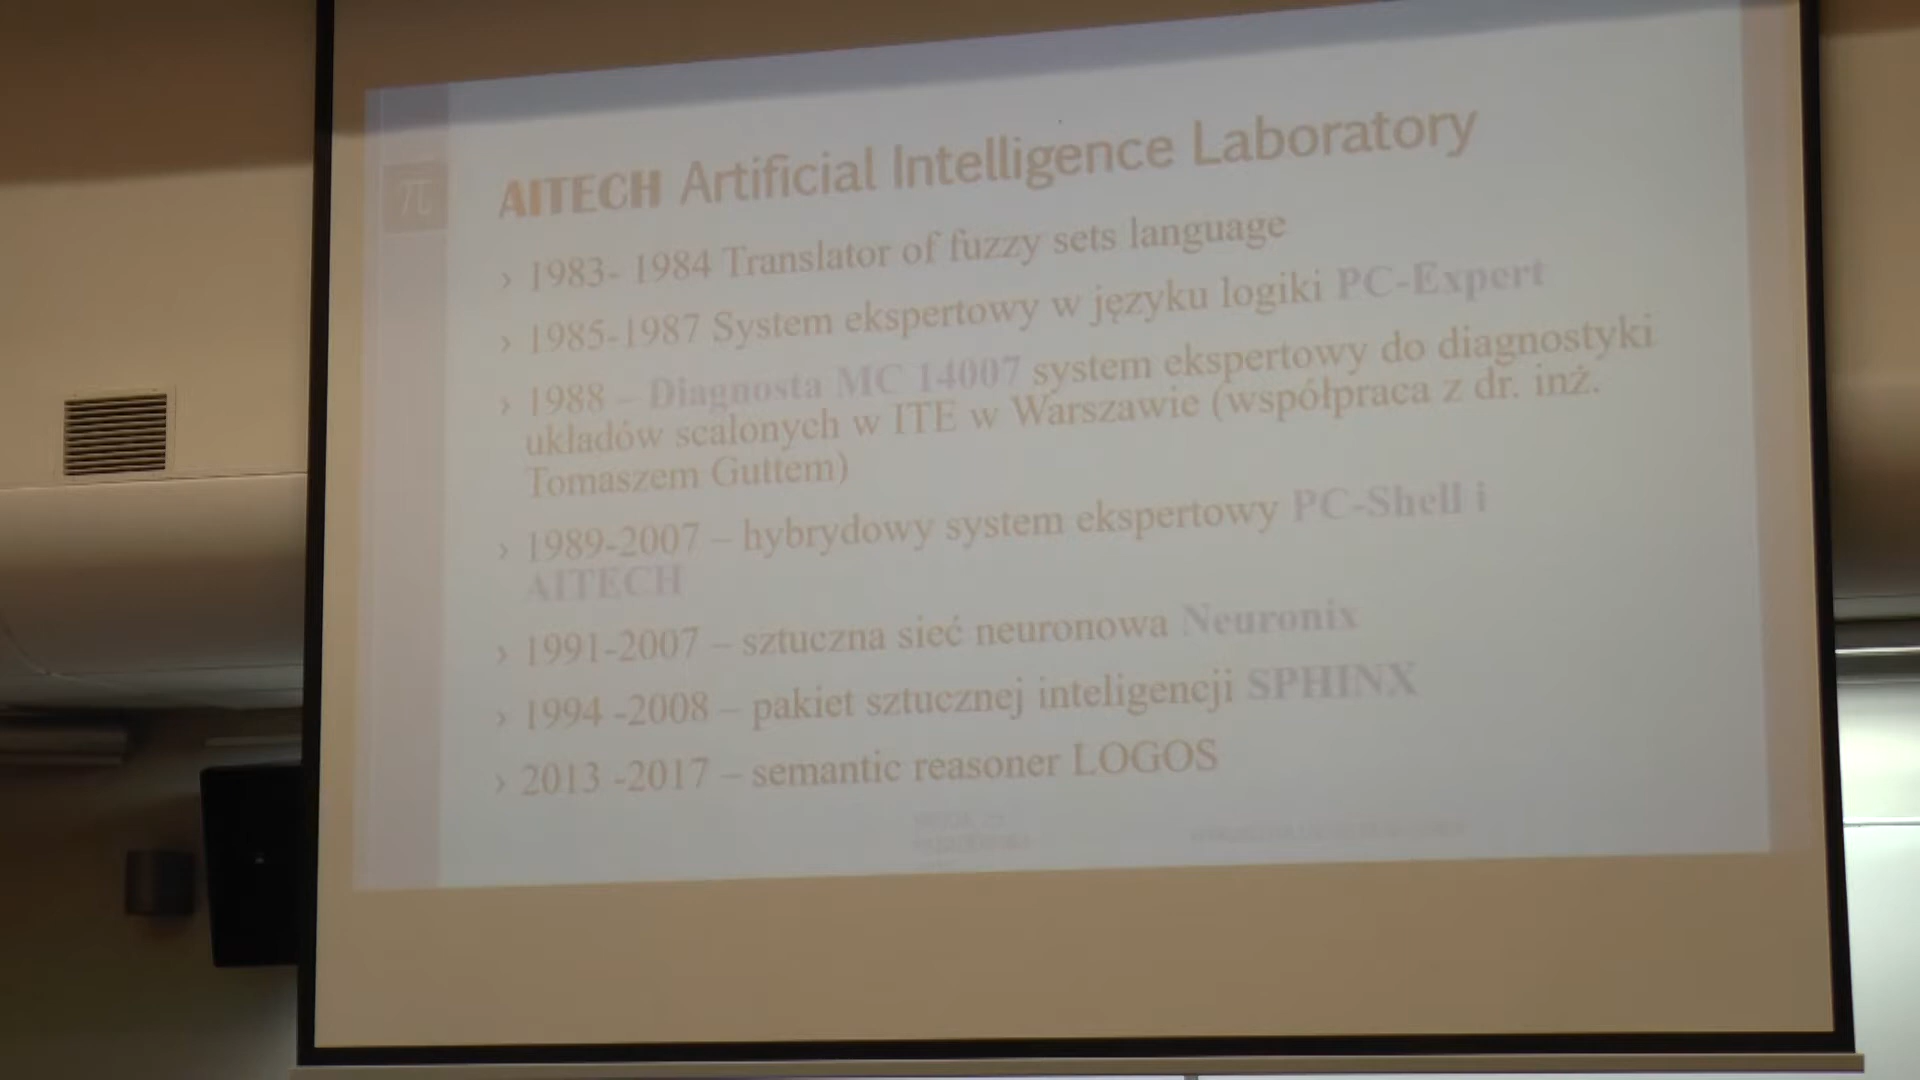 π
AITECH Artificial Intelligence Laboratory
› 1983- 1984 Translator of fuzzy sets language
› 1985-1987 System ekspertowy w języku logiki PC-Expert
› 1988 – Diagnosta MC 14007 system ekspertowy do diagnostyki
układów scalonych w ITE w Warszawie (współpraca z dr. inż.
Tomaszem Guttem)
› 1989-2007 – hybrydowy system ekspertowy PC-Shell i
AITECH
› 1991-2007 – sztuczna sieć neuronowa Neuronix
› 1994 -2008 – pakiet sztucznej inteligencji SPHINX
› 2013 -2017 – semantic reasoner LOGOS